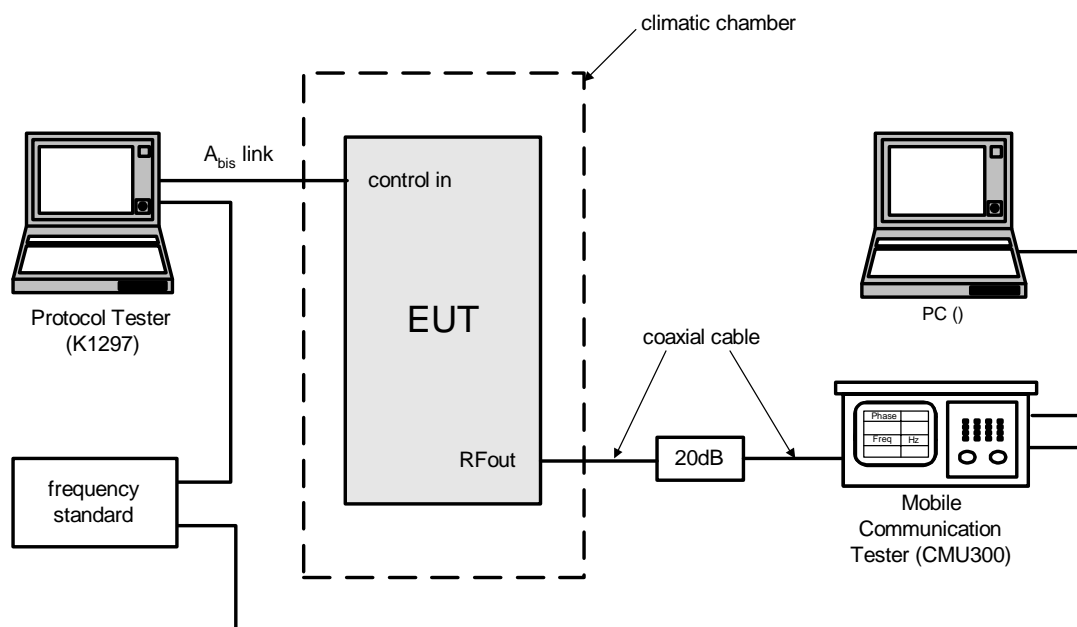 climatic chamber
A_bis link
control in
Protocol Tester
(K1297)
EUT
PC ()
coaxial cable
Phase
Freq Hz
RFout
20dB
frequency
standard
Mobile
Communication
Tester (CMU300)